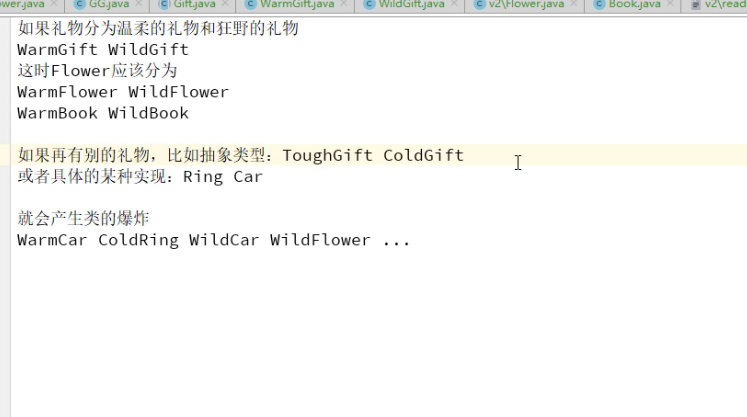 ower.java GG.java Gift.java WarmGift.java WildGift.java v2\Flower.java Book.java v2\read
如果礼物分为温柔的礼物和狂野的礼物
WarmGift WildGift
这时Flower应该分为
WarmFlower WildFlower
WarmBook WildBook
如果再有别的礼物，比如抽象类型：ToughGift ColdGift
或者具体的某种实现：Ring Car
就会产生类的爆炸
WarmCar ColdRing WildCar WildFlower ...